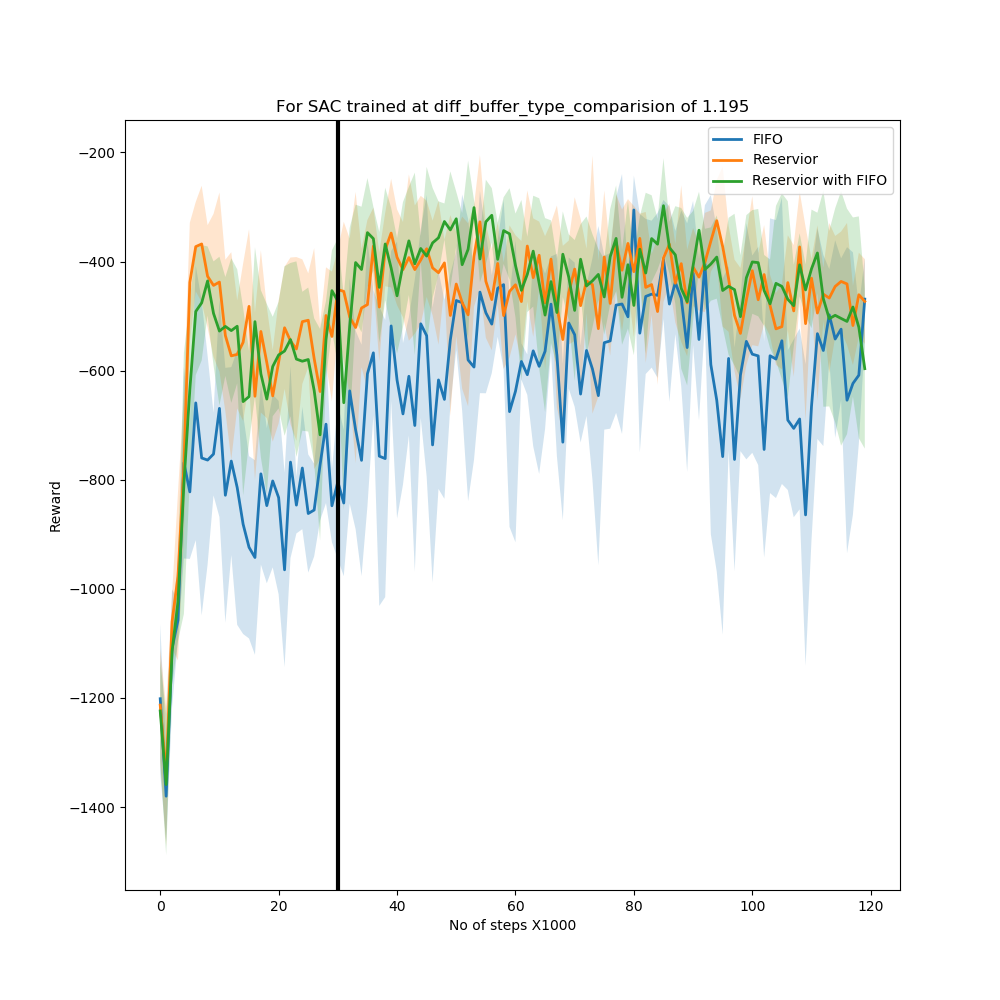 For SAC trained at diff_buffer_type_comparision of 1.195
FIFO
Reservior
Reservior with FIFO
−200
−400
−600
−800
−1000
−1200
−1400
Reward
0
20
40
60
80
100
120
No of steps X1000